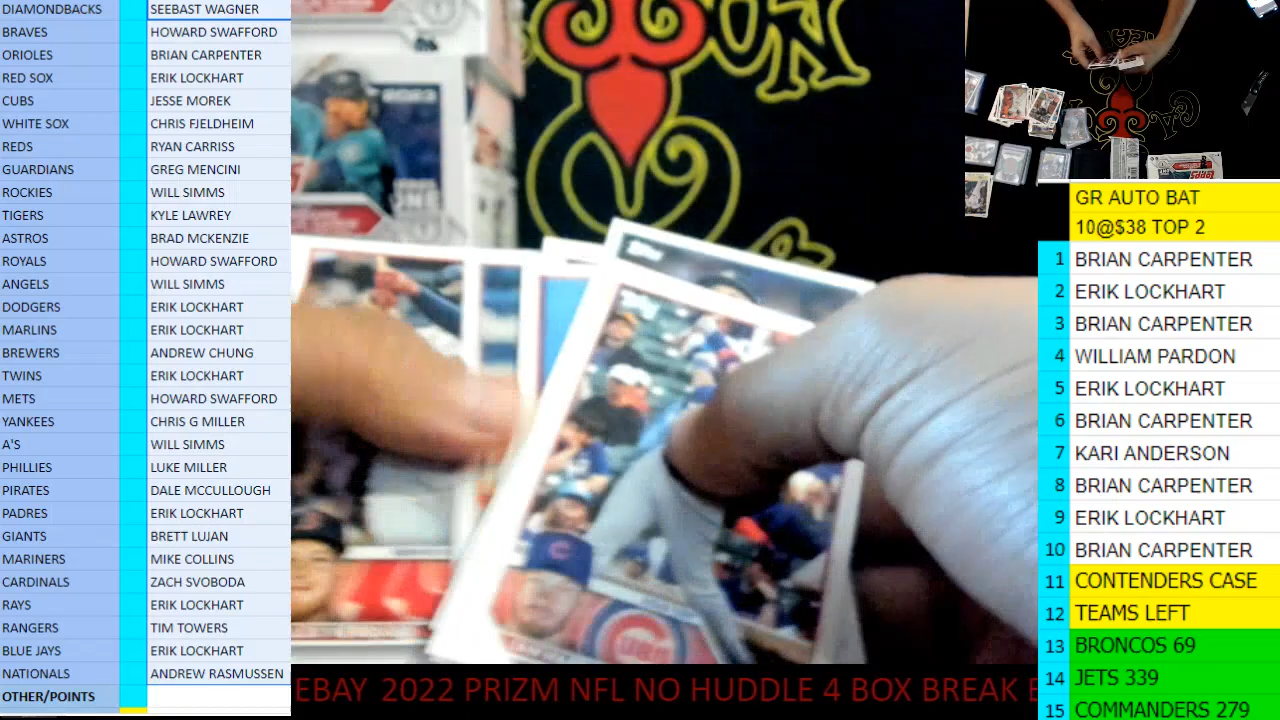 DIAMONDBACKS SEEBAST WAGNER
BRAVES HOWARD SWAFFORD
ORIOLES BRIAN CARPENTER
RED SOX ERIK LOCKHART
CUBS JESSE MOREK
WHITE SOX CHRIS FJELDHEIM
REDS RYAN CARRISS
GUARDIANS GREG MENCINI
ROCKIES WILL SIMMS
TIGERS KYLE LAWREY
ASTROS BRAD MCKENZIE
ROYALS HOWARD SWAFFORD
ANGELS WILL SIMMS
DODGERS ERIK LOCKHART
MARLINS ERIK LOCKHART
BREWERS ANDREW CHUNG
TWINS ERIK LOCKHART
METS HOWARD SWAFFORD
YANKEES CHRIS G MILLER
A'S WILL SIMMS
PHILLIES LUKE MILLER
PIRATES DALE MCCULLOUGH
PADRES ERIK LOCKHART
GIANTS BRETT LUJAN
MARINERS MIKE COLLINS
CARDINALS ZACH SVOBODA
RAYS ERIK LOCKHART
RANGERS TIM TOWERS
BLUE JAYS ERIK LOCKHART
NATIONALS ANDREW RASMUSSEN
OTHER/POINTS
GR AUTO BAT
10@$38 TOP 2
1 BRIAN CARPENTER
2 ERIK LOCKHART
3 BRIAN CARPENTER
4 WILLIAM PARDON
5 ERIK LOCKHART
6 BRIAN CARPENTER
7 KARI ANDERSON
8 BRIAN CARPENTER
9 ERIK LOCKHART
10 BRIAN CARPENTER
11 CONTENDERS CASE
12 TEAMS LEFT
13 BRONCOS 69
14 JETS 339
15 COMMANDERS 279
EBAY 2022 PRIZM NFL NO HUDDLE 4 BOX BREAK E